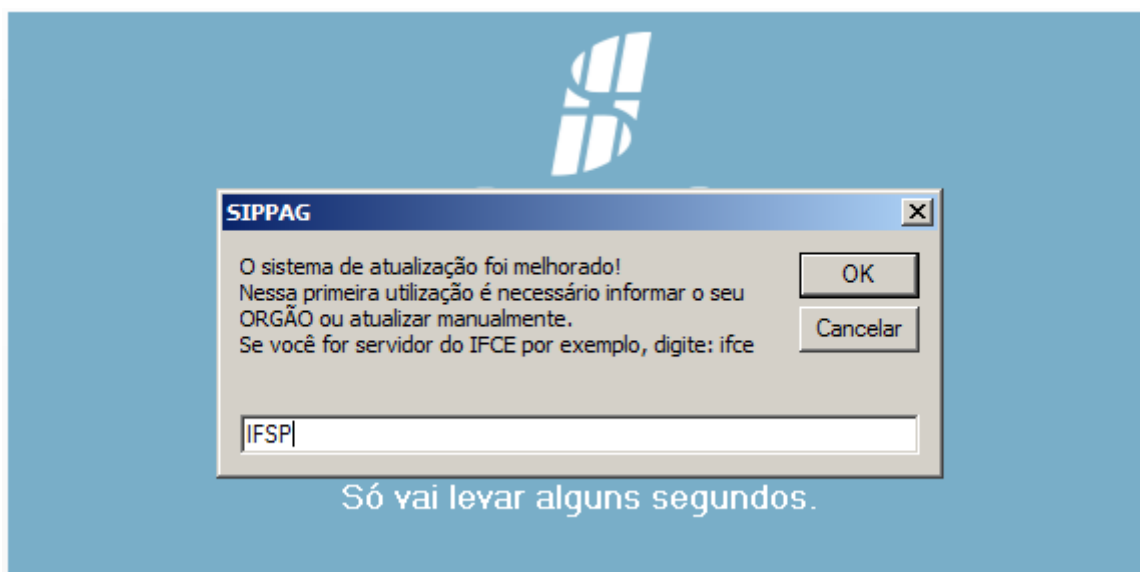 SIPPAG
O sistema de atualização foi melhorado!
Nessa primeira utilização é necessário informar o seu
ORGÃO ou atualizar manualmente.
Se você for servidor do IFCE por exemplo, digite: ifce
OK
Cancelar
IFSP
Só vai levar alguns segundos.